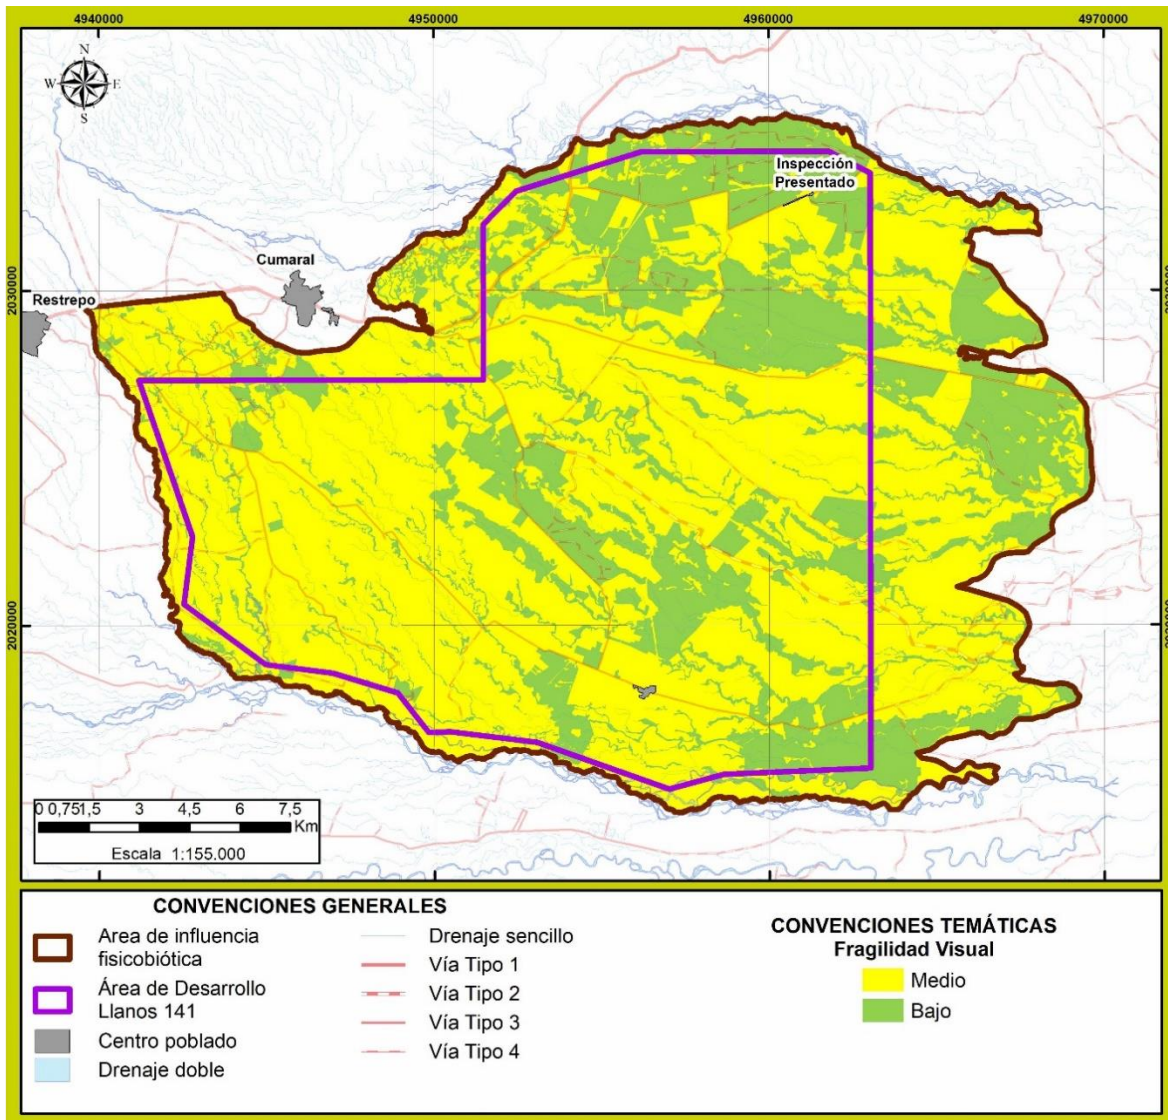 4940000 4950000 4960000 4970000
N
W E
S
Inspección
Presentado
Cumaral
Restrepo
2030000
2020000
0 0,75 1,5 3 4,5 6 7,5
Km
Escala 1:155.000
CONVENCIONES GENERALES
Area de influencia
fisicobiótica
Área de Desarrollo
Llanos 141
Centro poblado
Drenaje doble
Drenaje sencillo
Vía Tipo 1
Vía Tipo 2
Vía Tipo 3
Vía Tipo 4
CONVENCIONES TEMÁTICAS
Fragilidad Visual
Medio
Bajo